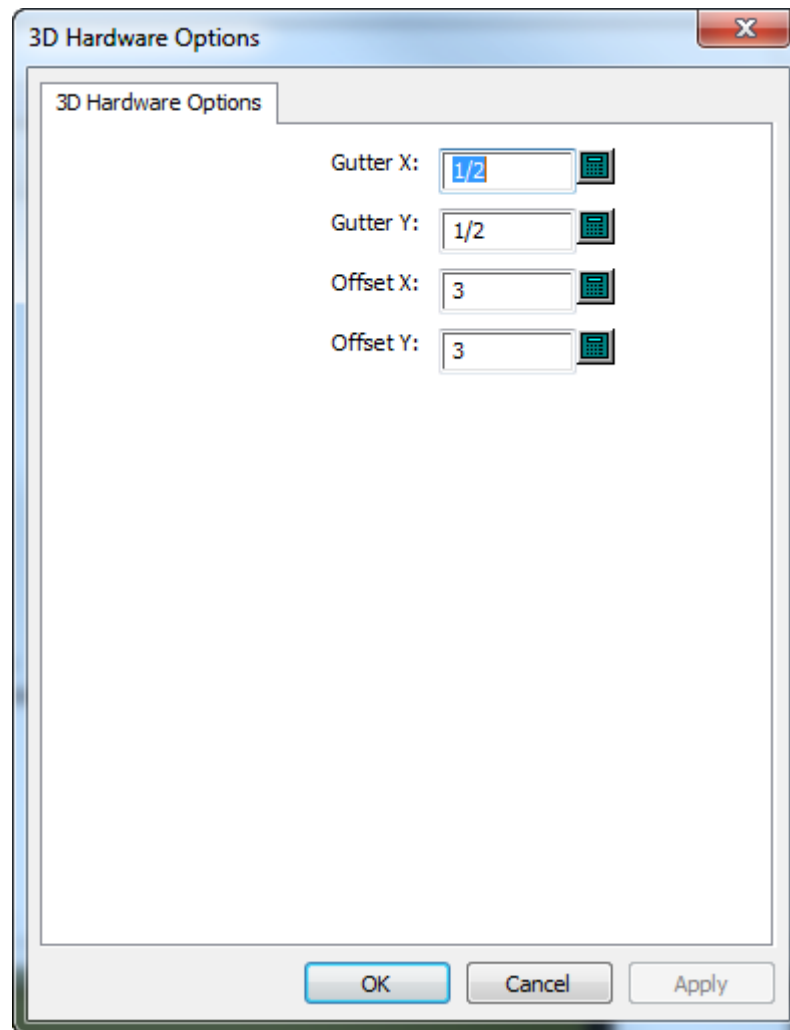 3D Hardware Options
3D Hardware Options
Gutter X: 1/2
Gutter Y: 1/2
Offset X: 3
Offset Y: 3
OK Cancel Apply